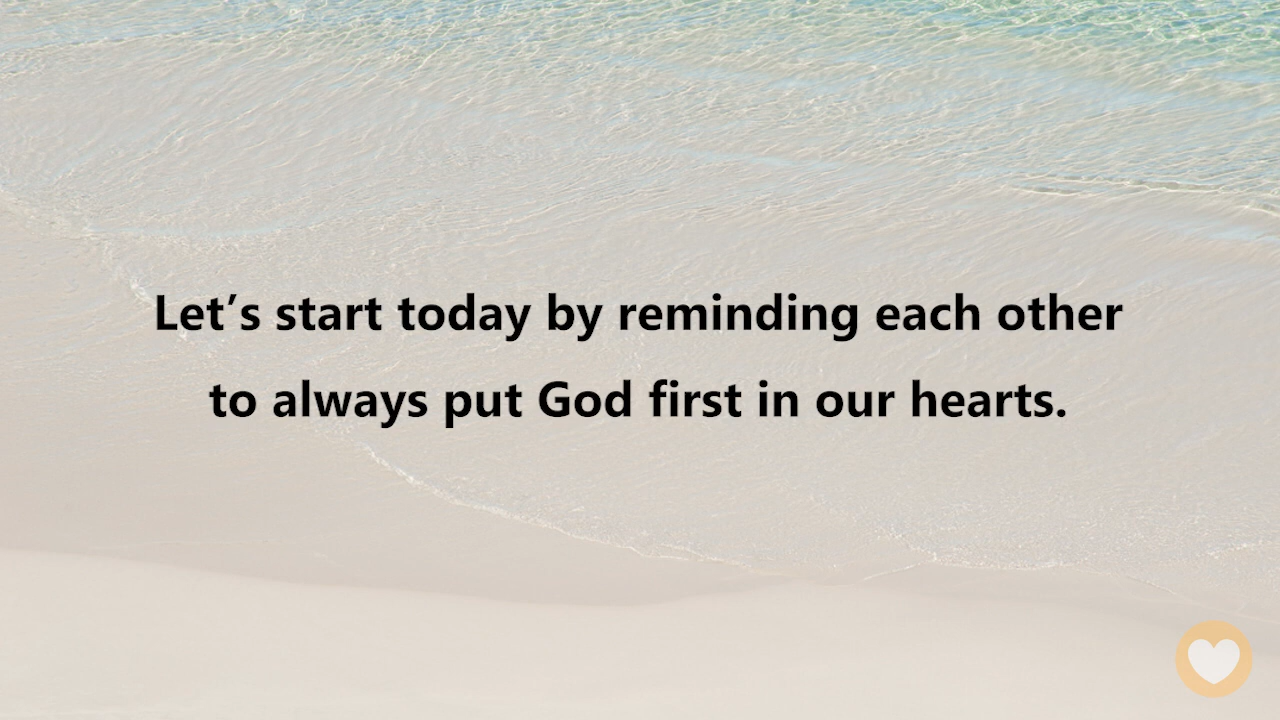 Let’s start today by reminding each other
to always put God first in our hearts.